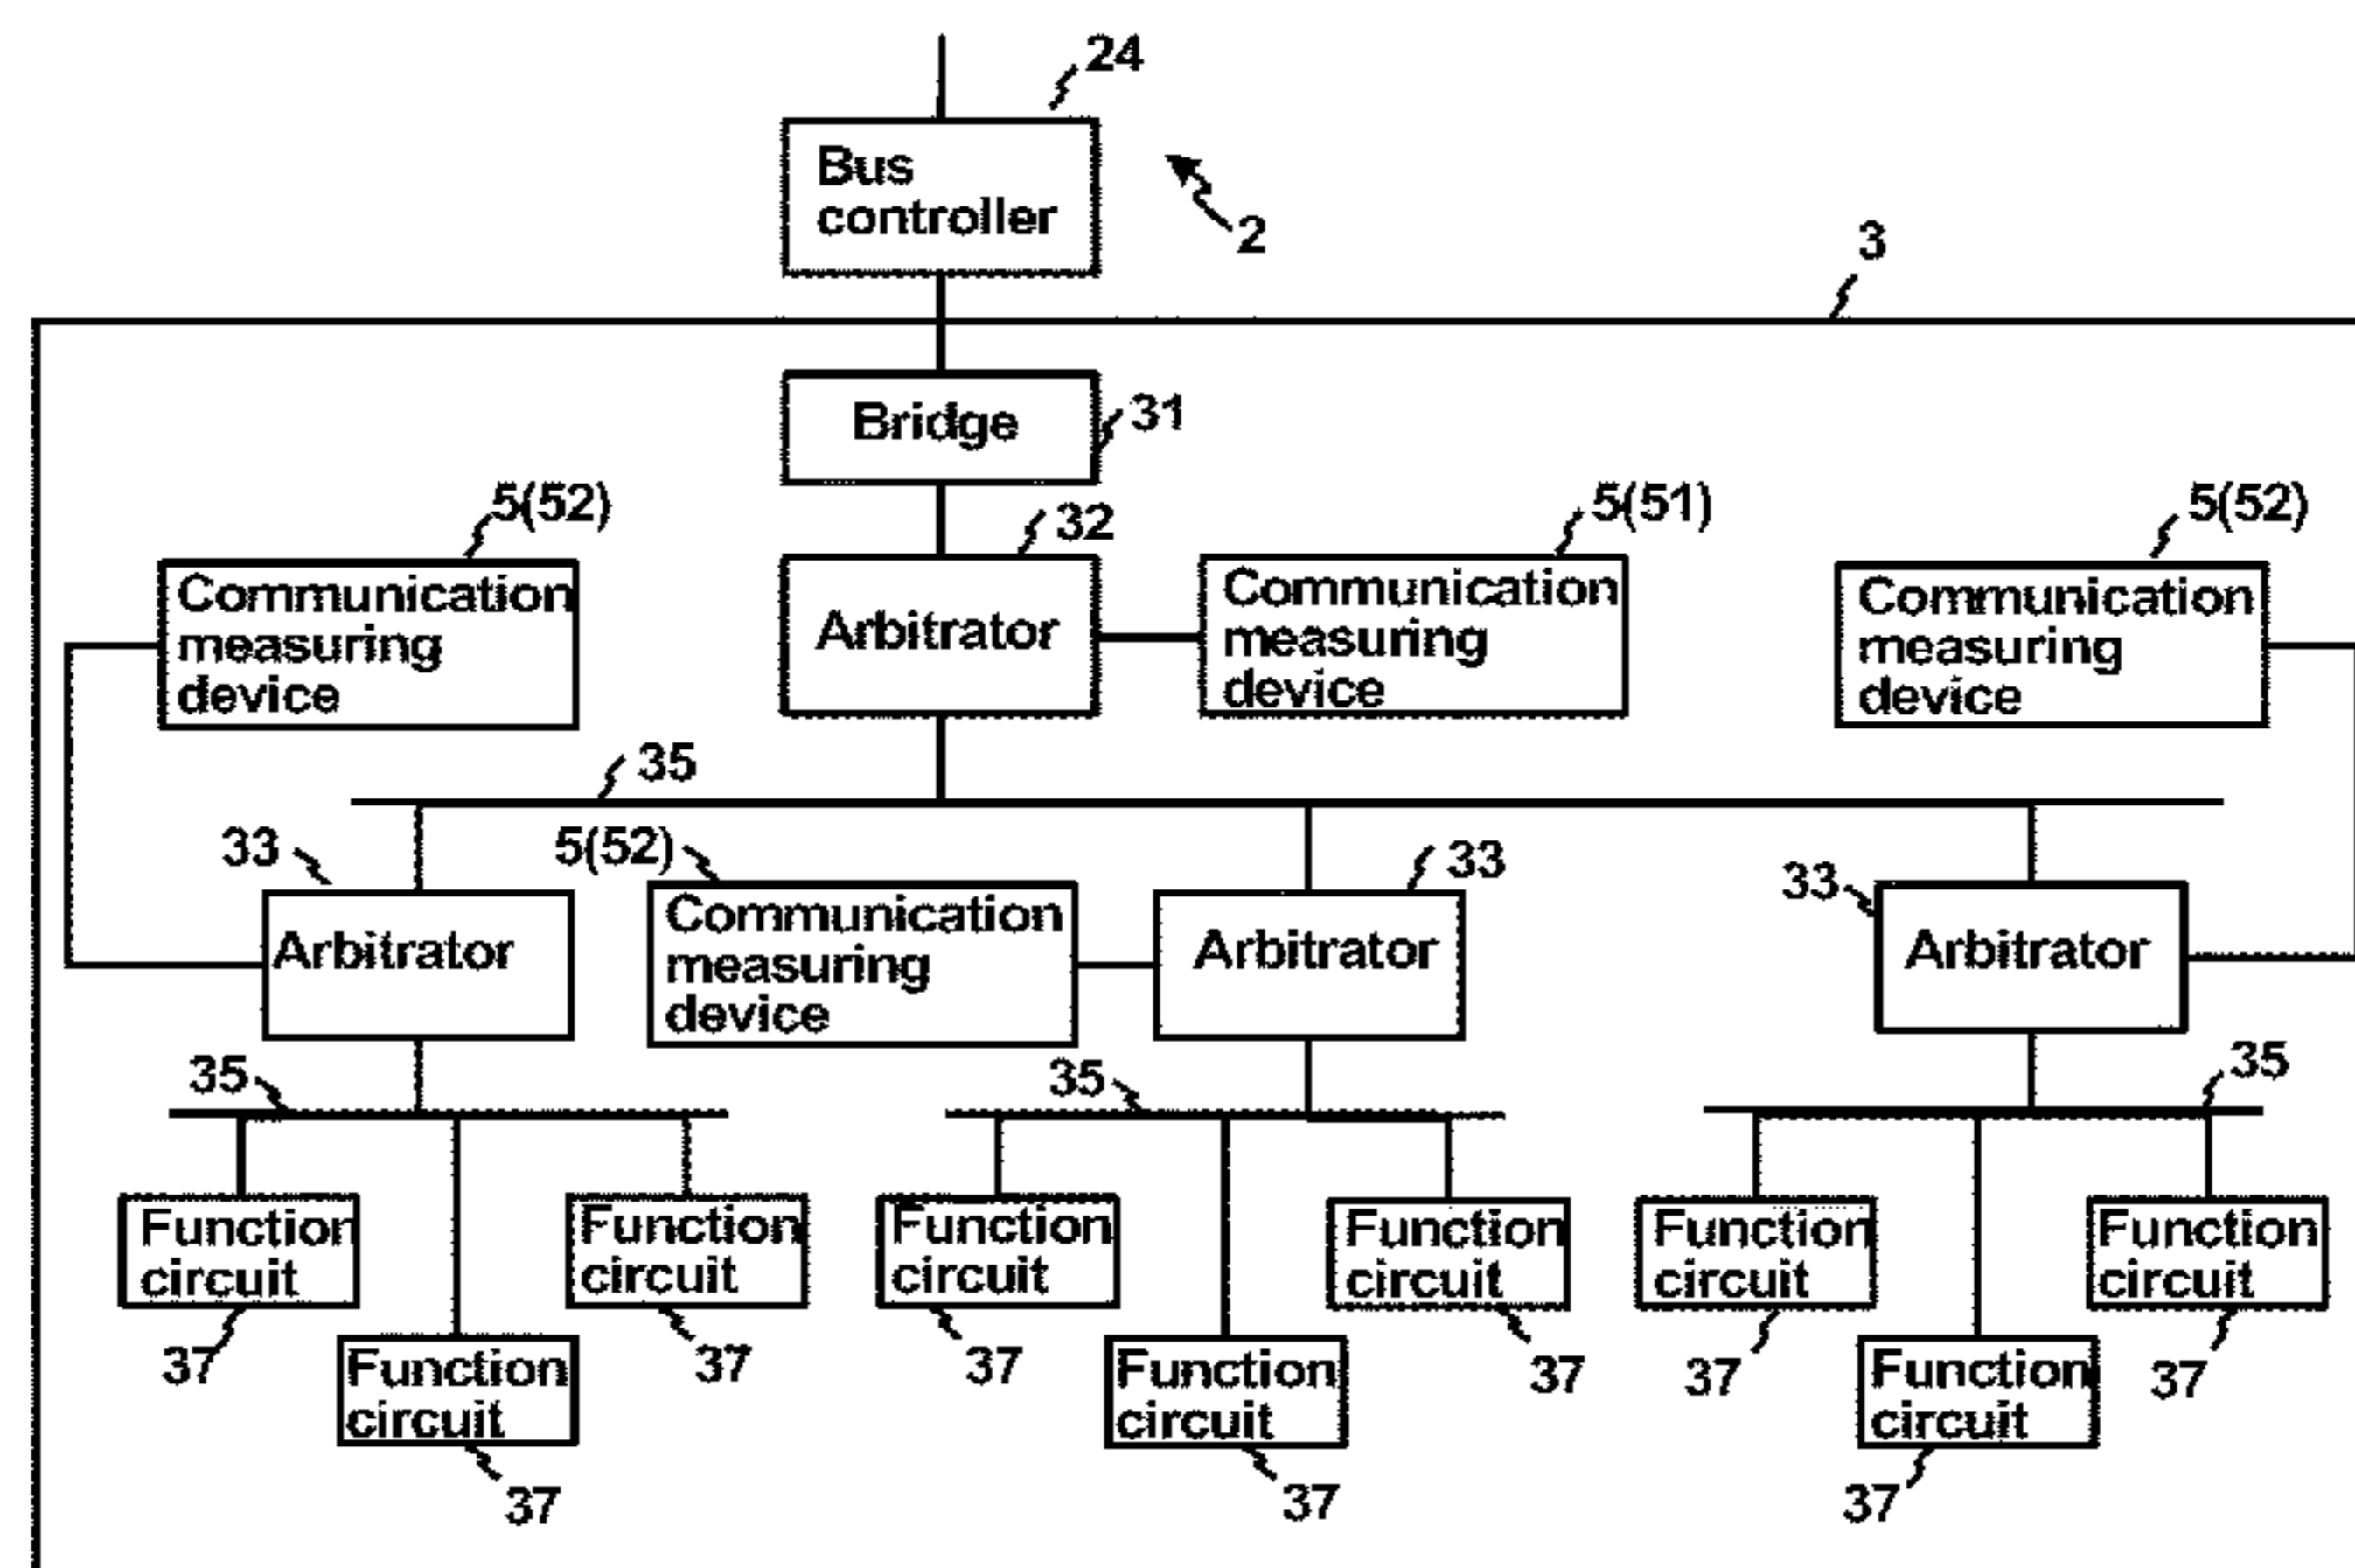 24
Bus
controller
2
3
Bridge
31
5(52)
32
5(51)
5(52)
Communication
measuring
device
Arbitrator
Communication
measuring
device
Communication
measuring
device
35
33
5(52)
33
33
Arbitrator
Communication
measuring
device
Arbitrator
Arbitrator
35
35
35
Function
circuit
Function
circuit
Function
circuit
Function
circuit
Function
circuit
Function
circuit
37
37
37
37
37
37
Function
circuit
Function
circuit
Function
circuit
37
37
37